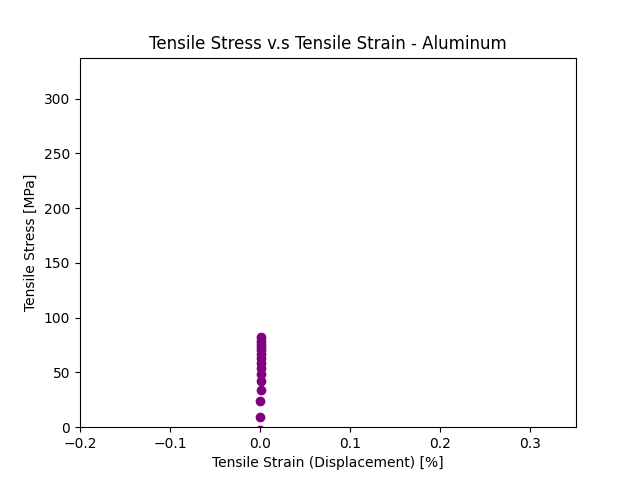 Tensile Stress v.s Tensile Strain - Aluminum
Tensile Stress [MPa]
300
250
200
150
100
50
0
−0.2 −0.1 0.0 0.1 0.2 0.3
Tensile Strain (Displacement) [%]